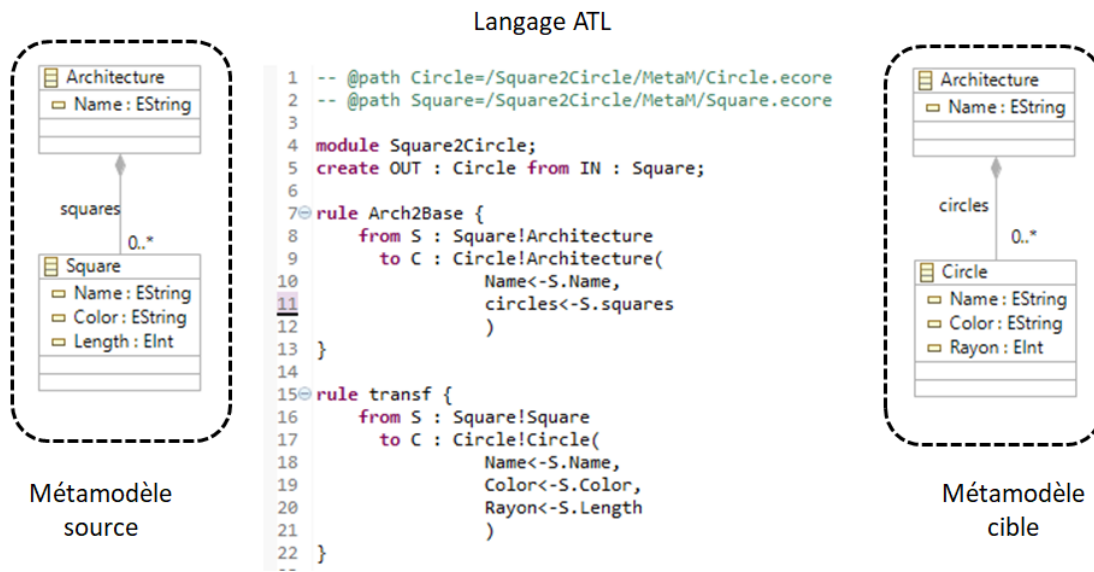 Langage ATL
Architecture
Name : EString
squares
0..*
Square
Name : EString
Color : EString
Length : EInt
Métamodèle
source
1 -- @path Circle=/Square2Circle/MetaM/Circle.ecore
2 -- @path Square=/Square2Circle/MetaM/Square.ecore
3
4 module Square2Circle;
5 create OUT : Circle from IN : Square;
6
7 rule Arch2Base {
8 from S : Square!Architecture
9 to C : Circle!Architecture(
10 Name<-S.Name,
11 circles<-S.squares
12 )
13 }
14
15 rule transf {
16 from S : Square!Square
17 to C : Circle!Circle(
18 Name<-S.Name,
19 Color<-S.Color,
20 Rayon<-S.Length
21 )
22 }
Architecture
Name : EString
circles
0..*
Circle
Name : EString
Color : EString
Rayon : EInt
Métamodèle
cible